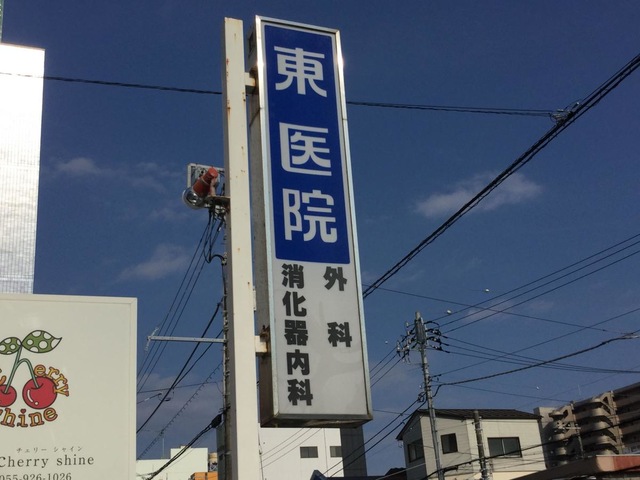 東医院
外科
消化器内科
erry
hine
チェリー シャイン
Cherry shine
055-926-1026